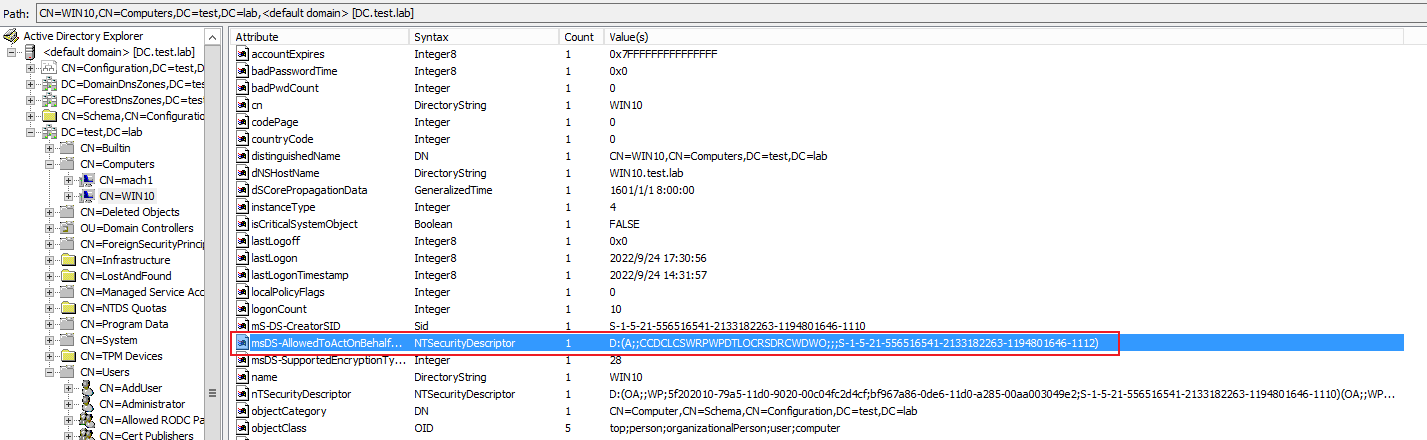 Path: CN=WIN10,CN=Computers,DC=test,DC=lab,<default domain> [DC.test.lab]
Active Directory Explorer
<default domain> [DC.test.lab]
CN=Configuration,DC=test,D
DC=DomainDnsZones,DC=te
DC=ForestDnsZones,DC=test
CN=Schema,CN=Configuratio
DC=test,DC=lab
CN=Builtin
CN=Computers
CN=mach1
CN=WIN10
CN=Deleted Objects
OU=Domain Controllers
CN=ForeignSecurityPrincip
CN=Infrastructure
CN=LostAndFound
CN=Managed Service Acc
CN=NTDS Quotas
CN=Program Data
CN=System
CN=TPM Devices
CN=Users
CN=AddUser
CN=Administrator
CN=Allowed RODC Pa
CN=Cert Publishers
Attribute Syntax Count Value(s)
accountExpires Integer8 1 0x7FFFFFFFFFFFFFFF
badPasswordTime Integer8 1 0x0
badPwdCount Integer 1 0
cn DirectoryString 1 WIN10
codePage Integer 1 0
countryCode Integer 1 0
distinguishedName DN 1 CN=WIN10,CN=Computers,DC=test,DC=lab
dNSHostName DirectoryString 1 WIN10.test.lab
dSCorePropagationData GeneralizedTime 1 1601/1/1 8:00:00
instanceType Integer 1 4
isCriticalSystemObject Boolean 1 FALSE
lastLogoff Integer8 1 0x0
lastLogon Integer8 1 2022/9/24 17:30:56
lastLogonTimestamp Integer8 1 2022/9/24 14:31:57
localPolicyFlags Integer 1 0
logonCount Integer 1 10
mS-DS-CreatorSID Sid 1 S-1-5-21-556516541-2133182263-1194801646-1110
msDS-AllowedToActOnBehalf... NTSecurityDescriptor 1 D:(A;;CCDCLCSWRPWPDTLOCRSDRCWDWO;;;S-1-5-21-556516541-2133182263-1194801646-1112)
msDS-SupportedEncryptionTy... Integer 1 28
name DirectoryString 1 WIN10
nTSecurityDescriptor NTSecurityDescriptor 1 D:(OA;;WP;5f202010-79a5-11d0-9020-00c04fc2d4cf;bf967a86-0de6-11d0-a285-00aa003049e2;S-1-5-21-556516541-2133182263-1194801646-1110)(OA;;WP...
objectCategory DN 1 CN=Computer,CN=Schema,CN=Configuration,DC=test,DC=lab
objectClass OID 5 top;person;organizationalPerson;user;computer